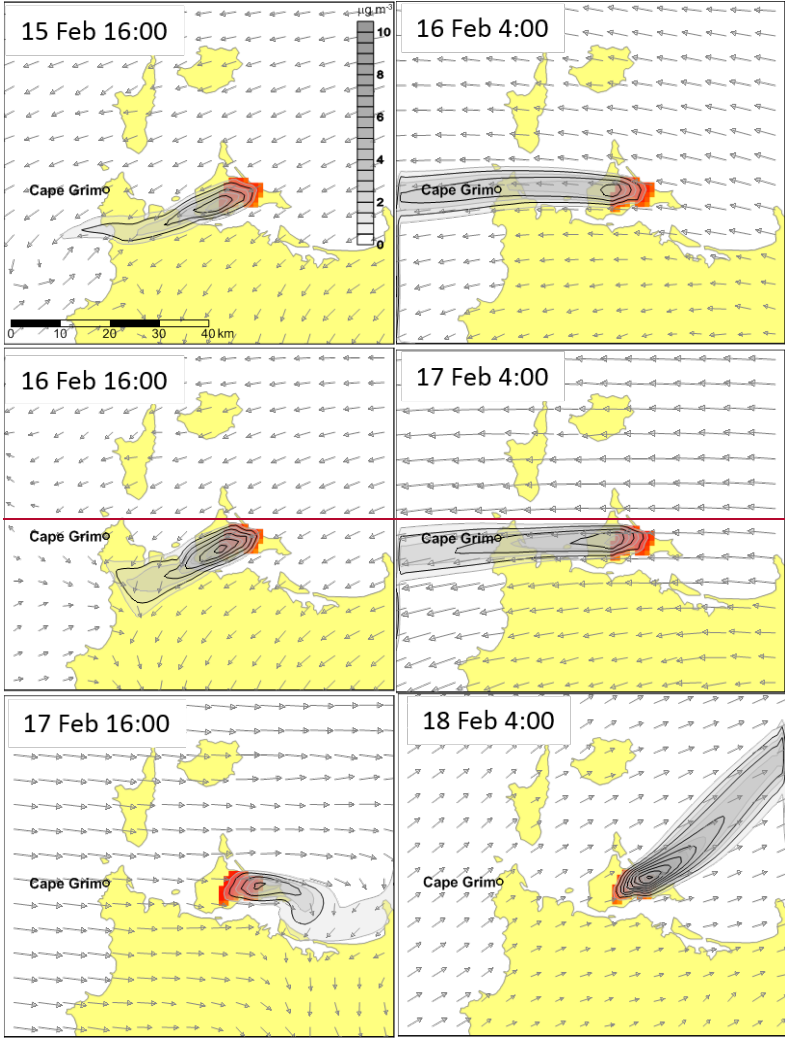 15 Feb 16:00
µg m⁻³
10
8
6
4
2
0
Cape Grim
0 10 20 30 40 km
16 Feb 4:00
Cape Grim
16 Feb 16:00
Cape Grim
17 Feb 4:00
Cape Grim
17 Feb 16:00
Cape Grim
18 Feb 4:00
Cape Grim